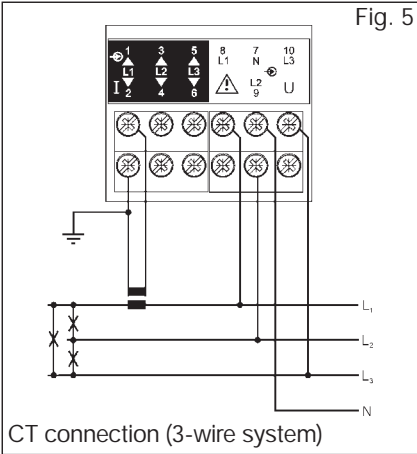 Fig. 5
1 3 5 8 7 10
L1 N L3
L1 L2 L3
I L2 U
2 4 6 9
L1
L2
L3
N
CT connection (3-wire system)